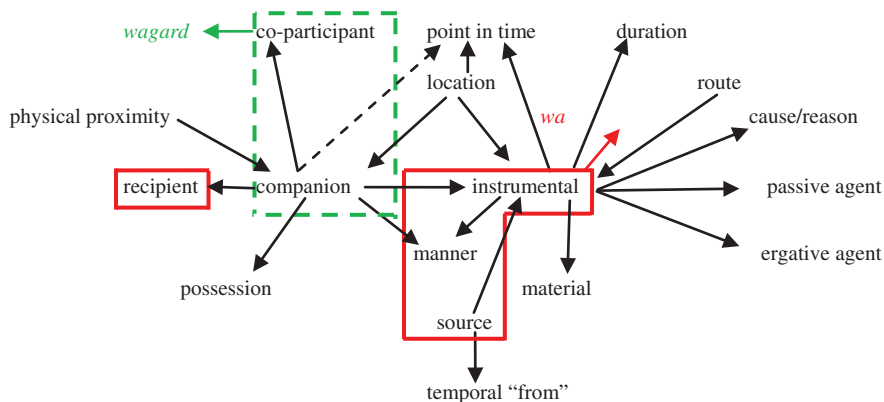 wagard
co-participant
point in time
duration
location
route
physical proximity
wa
cause/reason
recipient
companion
instrumental
passive agent
manner
ergative agent
possession
material
source
temporal “from”